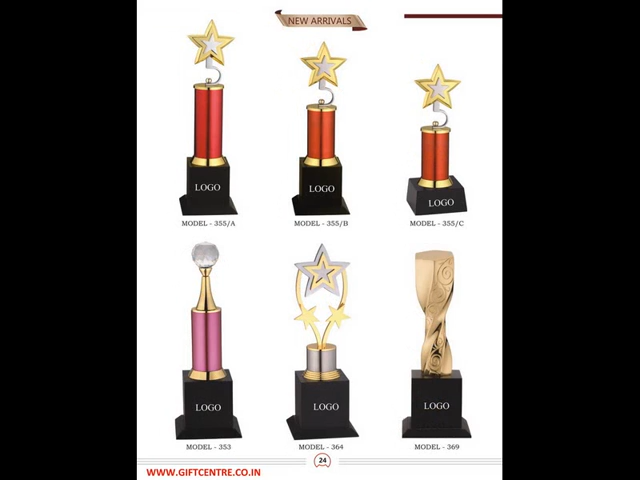 NEW ARRIVALS
LOGO
LOGO
LOGO
MODEL - 355/A
MODEL - 355/B
MODEL - 355/C
LOGO
LOGO
LOGO
MODEL - 353
MODEL - 364
MODEL - 369
24
WWW.GIFTCENTRE.CO.IN